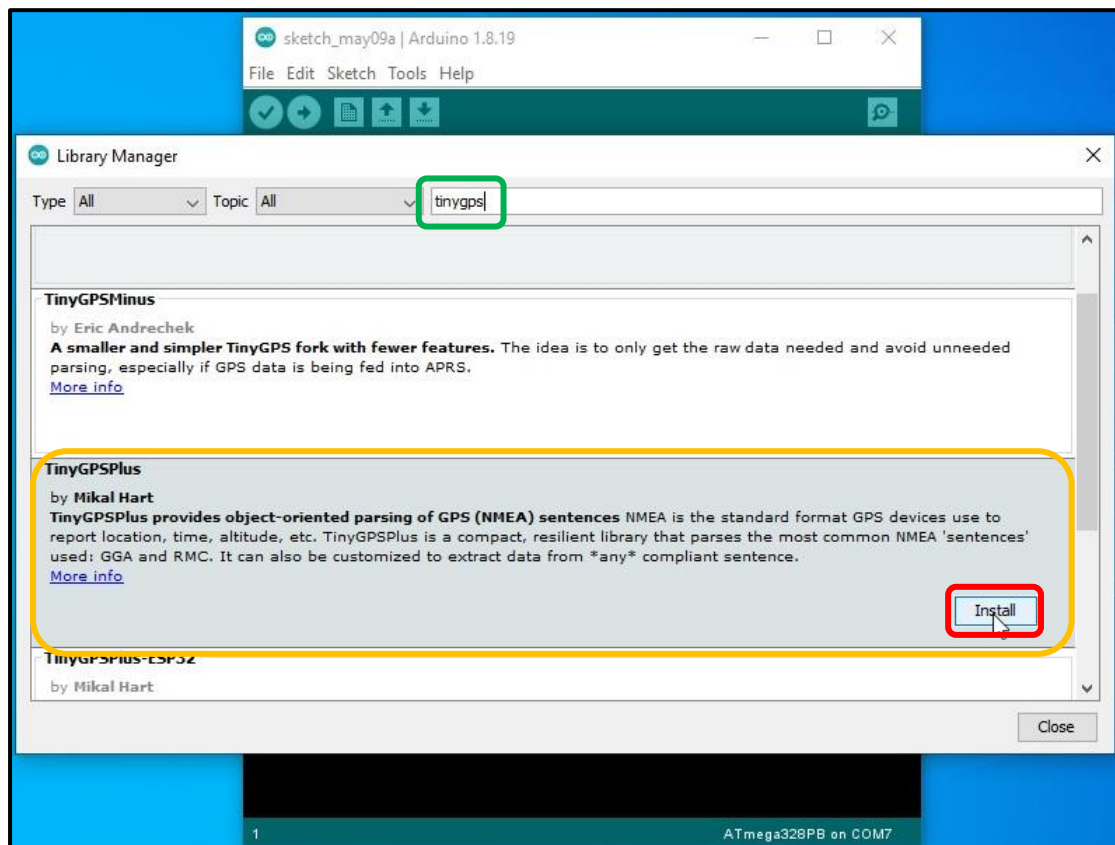 sketch_may09a | Arduino 1.8.19
File Edit Sketch Tools Help
Library Manager
Type All Topic All tinygps
TinyGPSMinus
by Eric Andrechek
A smaller and simpler TinyGPS fork with fewer features. The idea is to only get the raw data needed and avoid unneeded
parsing, especially if GPS data is being fed into APRS.
More info
TinyGPSPlus
by Mikal Hart
TinyGPSPlus provides object-oriented parsing of GPS (NMEA) sentences NMEA is the standard format GPS devices use to
report location, time, altitude, etc. TinyGPSPlus is a compact, resilient library that parses the most common NMEA 'sentences'
used: GGA and RMC. It can also be customized to extract data from *any* compliant sentence.
More info
Install
TinyGPSPlus-ESP32
by Mikal Hart
Close
1 ATmega328PB on COM7